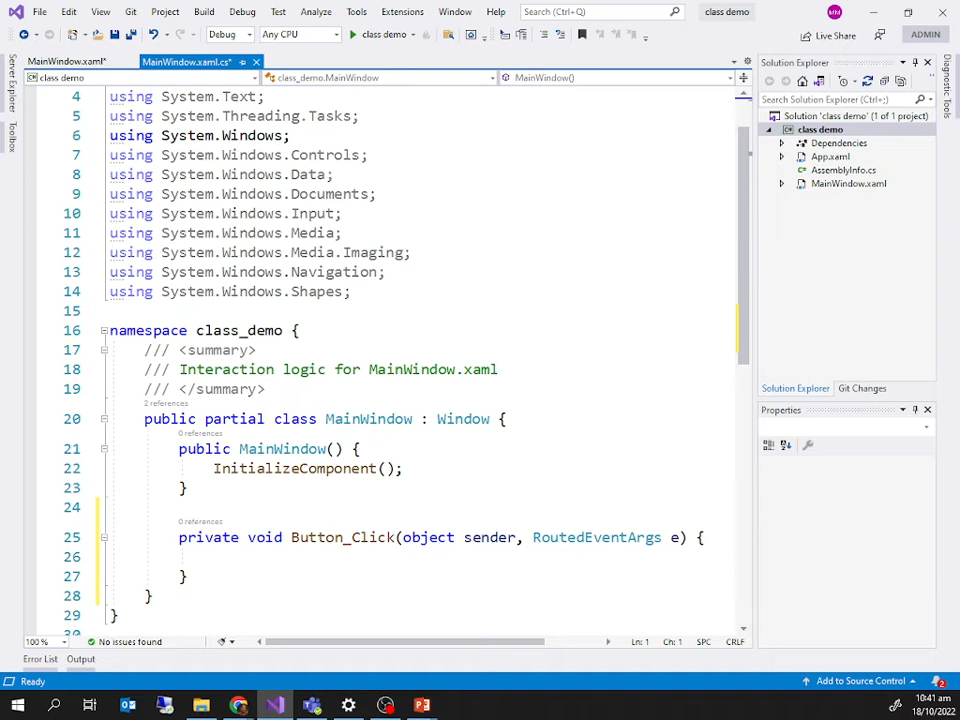 File Edit View Git Project Build Debug Test Analyze Tools Extensions Window Help Search (Ctrl+Q) class demo MM
Debug Any CPU class demo Live Share ADMIN
MainWindow.xaml* MainWindow.xaml.cs*
class demo class_demo.MainWindow MainWindow()
Server Explorer
Toolbox
4 using System.Text;
5 using System.Threading.Tasks;
6 using System.Windows;
7 using System.Windows.Controls;
8 using System.Windows.Data;
9 using System.Windows.Documents;
10 using System.Windows.Input;
11 using System.Windows.Media;
12 using System.Windows.Media.Imaging;
13 using System.Windows.Navigation;
14 using System.Windows.Shapes;
15
16 namespace class_demo {
17 /// <summary>
18 /// Interaction logic for MainWindow.xaml
19 /// </summary>
2 references
20 public partial class MainWindow : Window {
0 references
21 public MainWindow() {
22 InitializeComponent();
23 }
24
0 references
25 private void Button_Click(object sender, RoutedEventArgs e) {
26
27 }
28 }
29 }
30
100 % No issues found Ln: 1 Ch: 1 SPC CRLF
Error List Output
Solution Explorer
Search Solution Explorer (Ctrl+;)
Solution 'class demo' (1 of 1 project)
class demo
Dependencies
App.xaml
AssemblyInfo.cs
MainWindow.xaml
Solution Explorer Git Changes
Properties
Diagnostic Tools
Ready Add to Source Control 2
10:41 am
18/10/2022